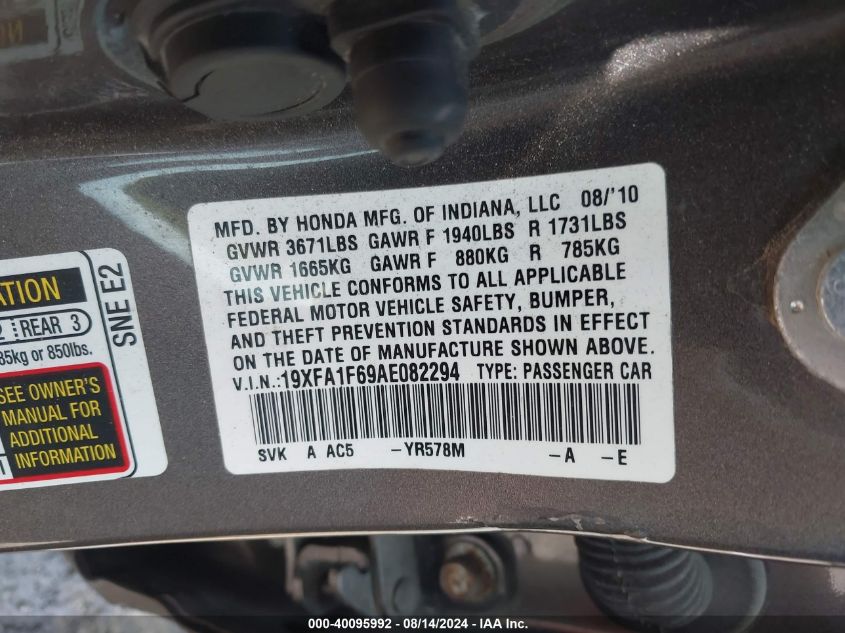 MFD. BY HONDA MFG. OF INDIANA, LLC 08/'10
GVWR 3671LBS GAWR F 1940LBS R 1731LBS
GVWR 1665KG GAWR F 880KG R 785KG
THIS VEHICLE CONFORMS TO ALL APPLICABLE
FEDERAL MOTOR VEHICLE SAFETY, BUMPER,
AND THEFT PREVENTION STANDARDS IN EFFECT
ON THE DATE OF MANUFACTURE SHOWN ABOVE.
V.I.N.:19XFA1F69AE082294 TYPE: PASSENGER CAR
SVK A AC5 -YR578M -A -E
ATION
2 REAR 3
85kg or 850lbs.
SEE OWNER'S
MANUAL FOR
ADDITIONAL
INFORMATION
SNE E2
000-40095992 - 08/14/2024 - IAA Inc.